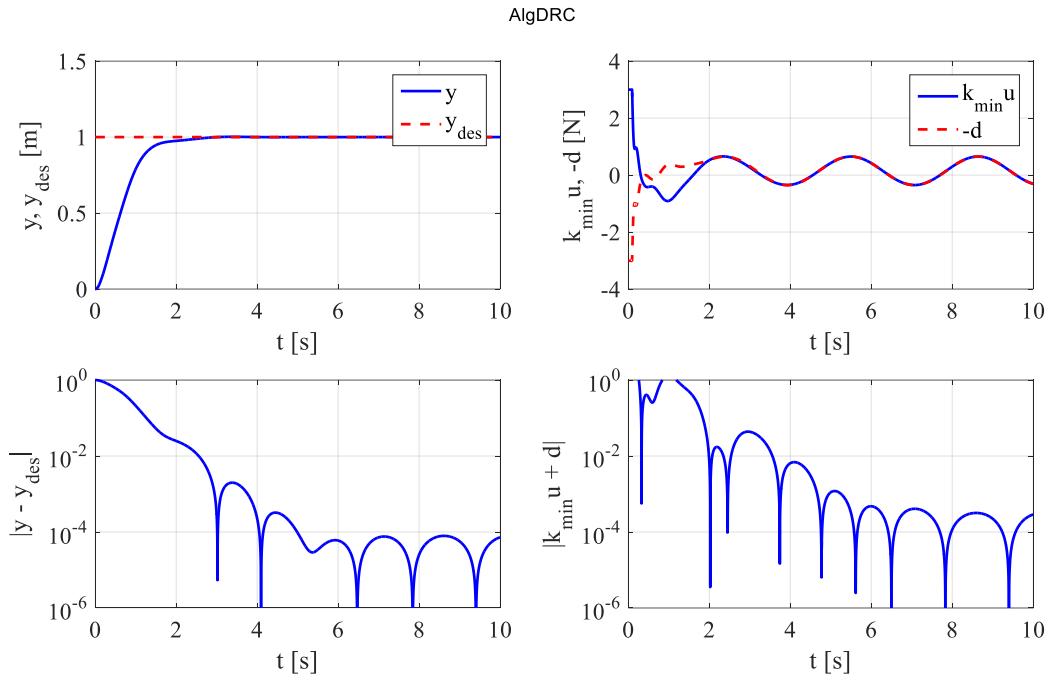 AlgDRC
1.5
1
0.5
0
y, y_des [m]
y
y_des
0 2 4 6 8 10
t [s]
4
2
0
-2
-4
k_min u, -d [N]
k_min u
-d
0 2 4 6 8 10
t [s]
10^0
10^-2
10^-4
10^-6
|y - y_des|
0 2 4 6 8 10
t [s]
10^0
10^-2
10^-4
10^-6
|k_min u + d|
0 2 4 6 8 10
t [s]